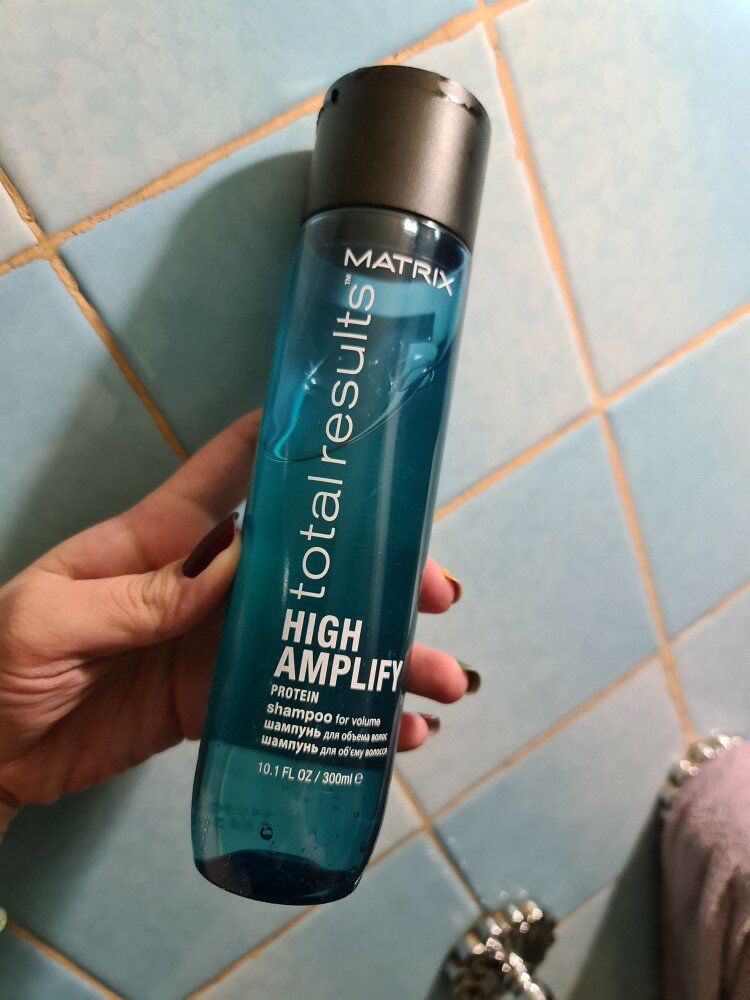 MATRIX
total results™
HIGH
AMPLIFY
PROTEIN
shampoo for volume
шампунь для объема волос
шампунь для об'єму волосся
10.1 FL OZ / 300ml e